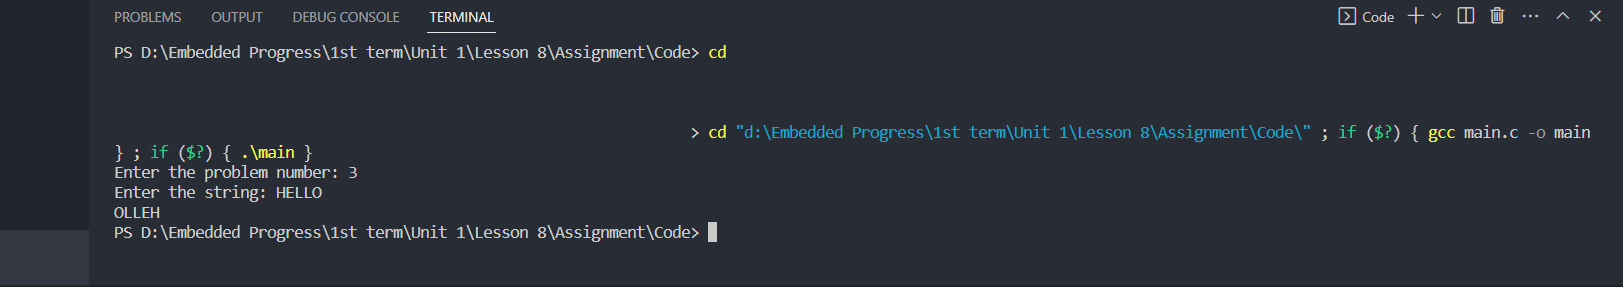 PROBLEMS OUTPUT DEBUG CONSOLE TERMINAL Code
PS D:\Embedded Progress\1st term\Unit 1\Lesson 8\Assignment\Code> cd
> cd "d:\Embedded Progress\1st term\Unit 1\Lesson 8\Assignment\Code\" ; if ($?) { gcc main.c -o main
} ; if ($?) { .\main }
Enter the problem number: 3
Enter the string: HELLO
OLLEH
PS D:\Embedded Progress\1st term\Unit 1\Lesson 8\Assignment\Code>